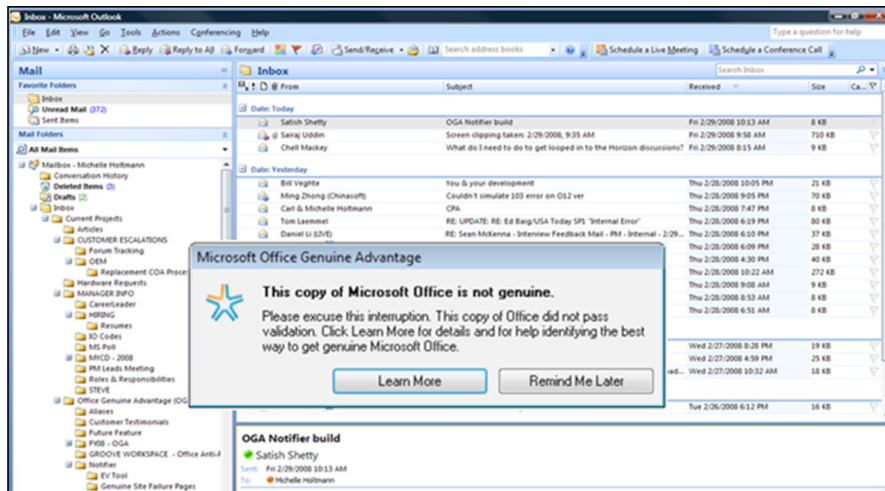 Inbox - Microsoft Outlook
File Edit View Go Tools Actions Conferencing Help
Type a question for help
New Reply Reply to All Forward Send/Receive Search address books Schedule a Live Meeting Schedule a Conference Call
Mail
Favorite Folders
Inbox
Unread Mail (372)
Sent Items
Mail Folders
All Mail Items
Mailbox - Michelle Holtmann
Conversation History
Deleted Items (3)
Drafts (2)
Inbox
Current Projects
Articles
CUSTOMER ESCALATIONS
Forum Tracking
OEM
Replacement COA Proce
Hardware Requests
MANAGER INFO
CareerLeader
HIRING
Resumes
IO Codes
MS Poll
MYCD - 2008
PM Leads Meeting
Roles & Responsibilities
STEVE
Office Genuine Advantage (OG
Aliases
Customer Testimonials
Future Feature
FY08 - OGA
GROOVE WORKSPACE - Office Anti-P
Notifier
EV Tool
Genuine Site Failure Pages
Inbox
Search Inbox
From Subject Received Size Ca...
Date: Today
Satish Shetty OGA Notifier build Fri 2/29/2008 10:13 AM 8 KB
Sairaj Uddin Screen clipping taken: 2/29/2008, 9:35 AM Fri 2/29/2008 9:58 AM 710 KB
Chell Mackey What do I need to do to get looped in to the Horizon discussions? Fri 2/29/2008 8:15 AM 9 KB
Date: Yesterday
Bill Veghte You & your development Thu 2/28/2008 10:05 PM 21 KB
Ming Zhong (Chinasoft) Couldn't simulate 103 error on O12 ver Thu 2/28/2008 9:05 PM 70 KB
Carl & Michelle Holtmann CPA Thu 2/28/2008 7:47 PM 8 KB
Tom Laemmel RE: UPDATE: RE: Ed Baig/USA Today SP1 "Internal Error" Thu 2/28/2008 6:19 PM 80 KB
Daniel Li (LIVE) RE: Sean McKenna - Interview Feedback Mail - PM - Internal - 2/29... Thu 2/28/2008 6:10 PM 37 KB
Thu 2/28/2008 6:09 PM 28 KB
Thu 2/28/2008 4:30 PM 40 KB
Thu 2/28/2008 10:22 AM 272 KB
Thu 2/28/2008 9:08 AM 9 KB
Thu 2/28/2008 8:53 AM 8 KB
Thu 2/28/2008 6:51 AM 8 KB
Wed 2/27/2008 8:28 PM 19 KB
Wed 2/27/2008 4:59 PM 25 KB
ad... Wed 2/27/2008 10:32 AM 18 KB
Tue 2/26/2008 6:12 PM 16 KB
Microsoft Office Genuine Advantage
This copy of Microsoft Office is not genuine.
Please excuse this interruption. This copy of Office did not pass
validation. Click Learn More for details and for help identifying the best
way to get genuine Microsoft Office.
Learn More Remind Me Later
OGA Notifier build
Satish Shetty
Sent: Fri 2/29/2008 10:13 AM
To: Michelle Holtmann